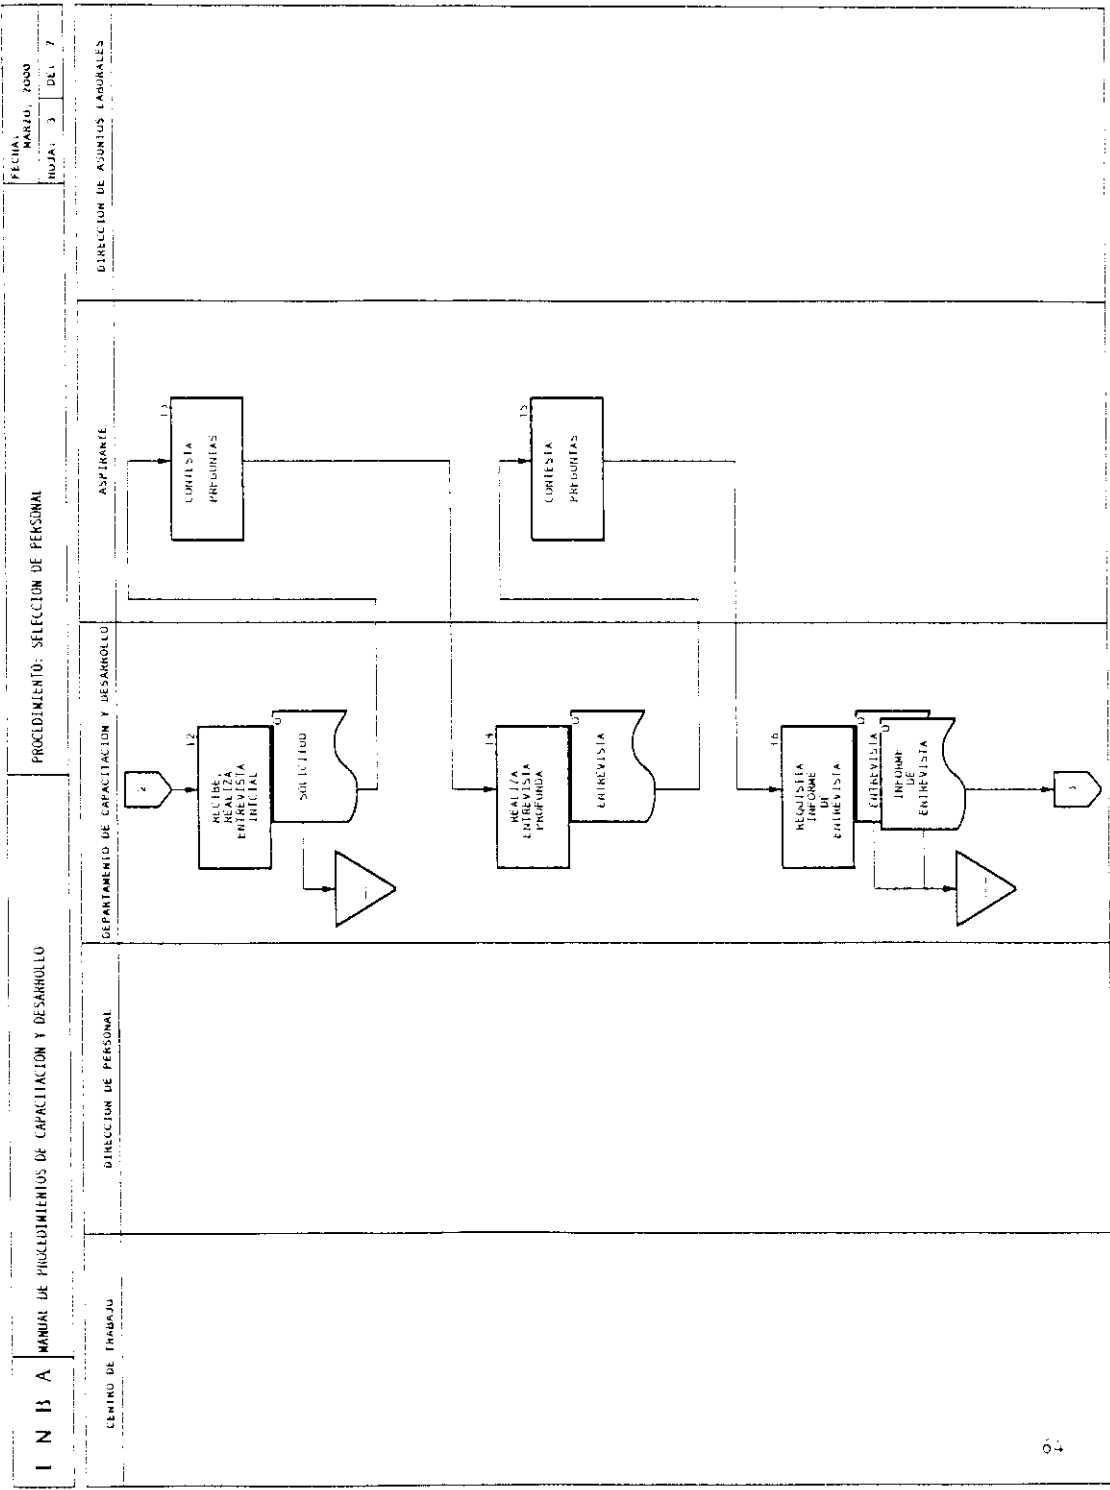 I N B A
MANUAL DE PROCEDIMIENTOS DE CAPACITACION Y DESARROLLO
PROCEDIMIENTO: SELECCION DE PERSONAL
FECHA:
MARZO, 2000
HOJA: 3 DE: 7
CENTRO DE TRABAJO
DIRECCION DE PERSONAL
DEPARTAMENTO DE CAPACITACION Y DESARROLLO
ASPIRANTE
DIRECCION DE ASUNTOS LABORALES
2
12
RECIBE,
REALIZA
ENTREVISTA
INICIAL
O
SOLICITUD
13
CONTESTA
PREGUNTAS
14
REALIZA
ENTREVISTA
PROFUNDA
O
ENTREVISTA
15
CONTESTA
PREGUNTAS
16
REQUISITA
INFORME
DE
ENTREVISTA
O
ENTREVISTA
O
INFORME
DE
ENTREVISTA
3
64